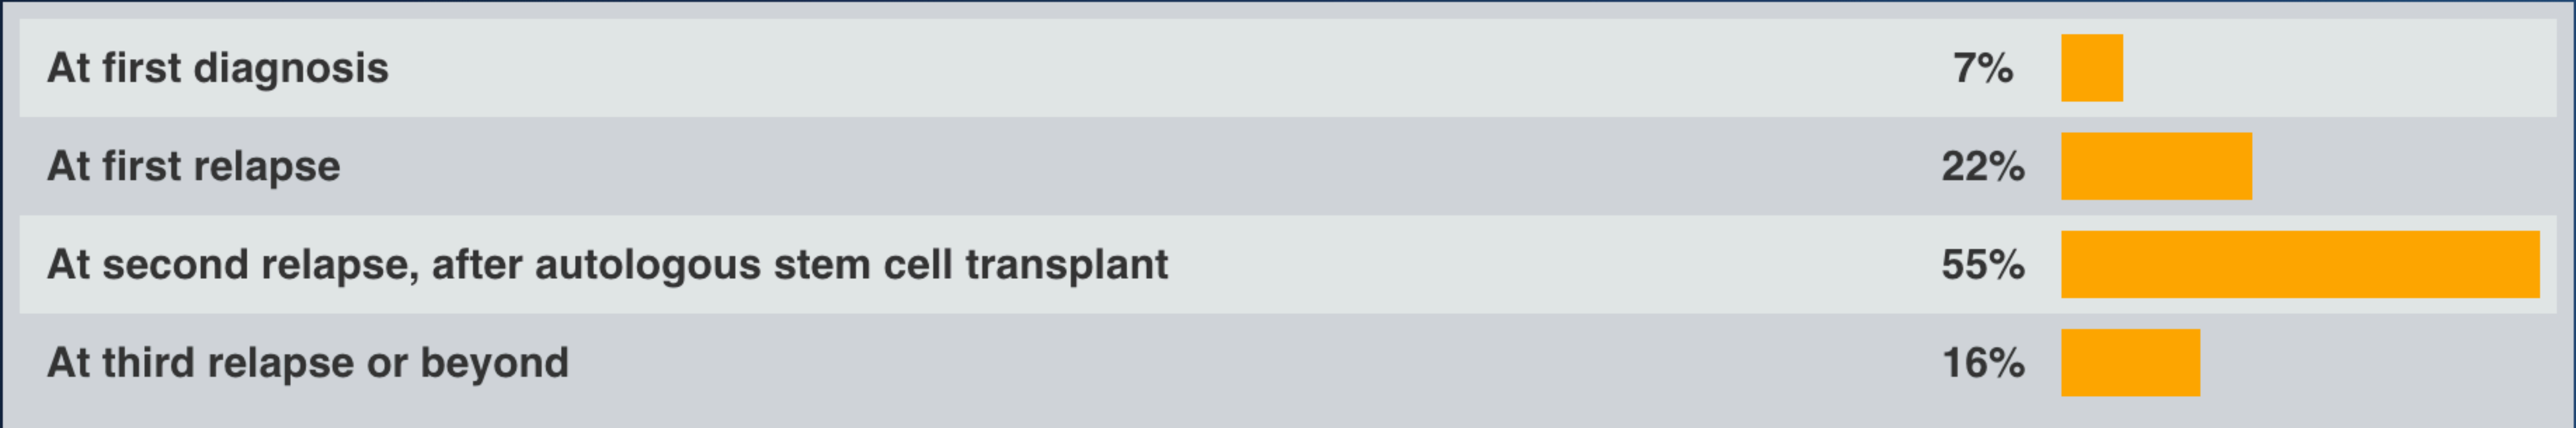 At first diagnosis 7%
At first relapse 22%
At second relapse, after autologous stem cell transplant 55%
At third relapse or beyond 16%